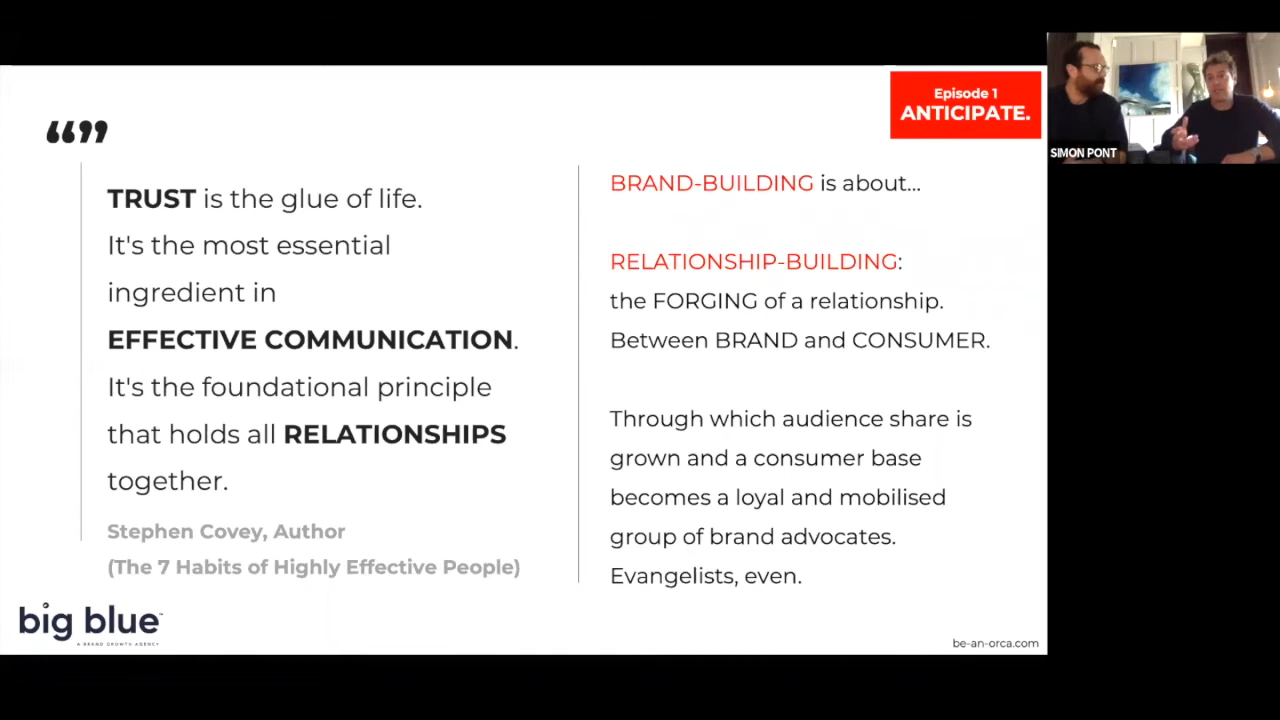 Episode 1
ANTICIPATE.
SIMON PONT
“”
TRUST is the glue of life.
It's the most essential
ingredient in
EFFECTIVE COMMUNICATION.
It's the foundational principle
that holds all RELATIONSHIPS
together.
Stephen Covey, Author
(The 7 Habits of Highly Effective People)
BRAND-BUILDING is about...
RELATIONSHIP-BUILDING:
the FORGING of a relationship.
Between BRAND and CONSUMER.
Through which audience share is
grown and a consumer base
becomes a loyal and mobilised
group of brand advocates.
Evangelists, even.
big blue™
A BRAND GROWTH AGENCY
be-an-orca.com